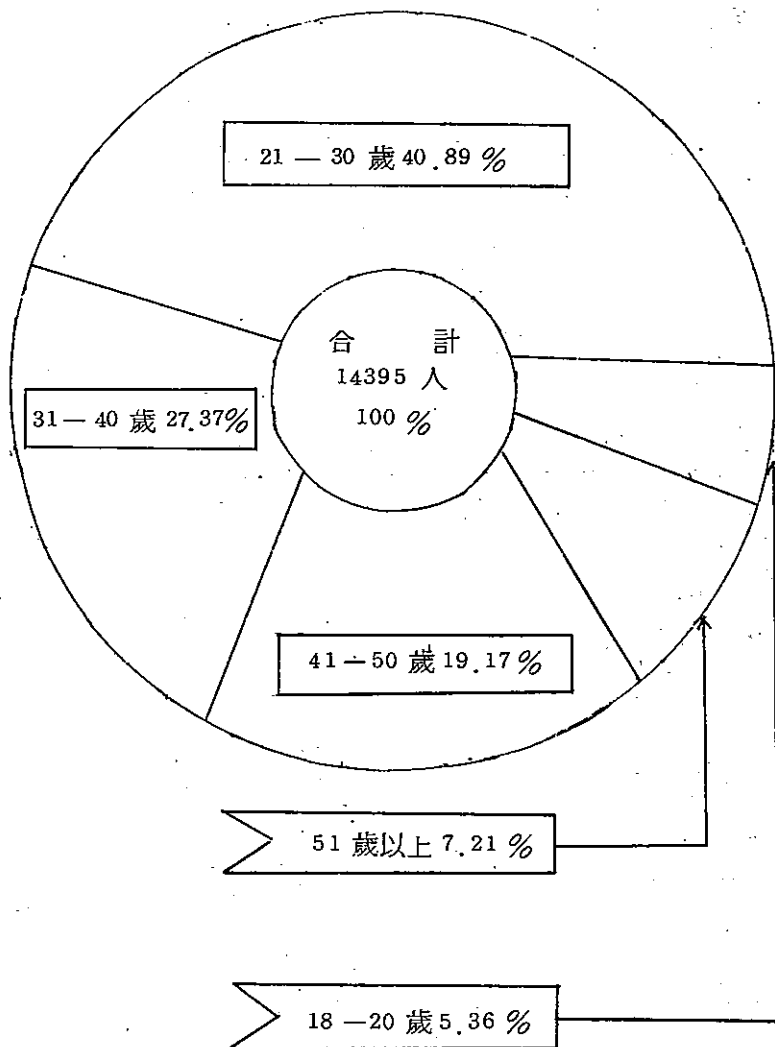 21 — 30 歲 40.89 %
合 計
14395 人
100 %
31 — 40 歲 27.37%
41 — 50 歲 19.17 %
51 歲以上 7.21 %
18 — 20 歲 5.36 %